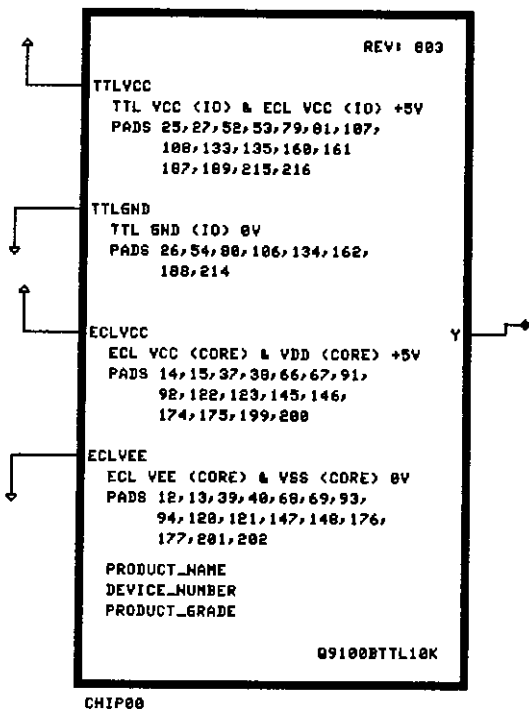 REV: 803
TTLVCC
TTL VCC (IO) & ECL VCC (IO) +5V
PADS 25,27,52,53,79,81,107,
108,133,135,160,161
187,189,215,216
TTLGND
TTL GND (IO) 0V
PADS 26,54,80,106,134,162,
188,214
ECLVCC
Y
ECL VCC (CORE) & VDD (CORE) +5V
PADS 14,15,37,38,66,67,91,
92,122,123,145,146,
174,175,199,200
ECLVEE
ECL VEE (CORE) & VSS (CORE) 0V
PADS 12,13,39,40,68,69,93,
94,120,121,147,148,176,
177,201,202
PRODUCT_NAME
DEVICE_NUMBER
PRODUCT_GRADE
Q9100BTTL10K
CHIP00